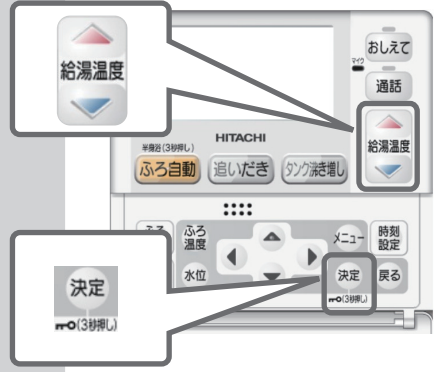 給湯温度
おしえて
マイク
通話
給湯温度
HITACHI
半身浴(3秒押し)
ふろ自動
追いだき
タンク沸き増し
ふろ
温度
メニュー
時刻
設定
水位
決定
戻る
(3秒押し)
決定
(3秒押し)